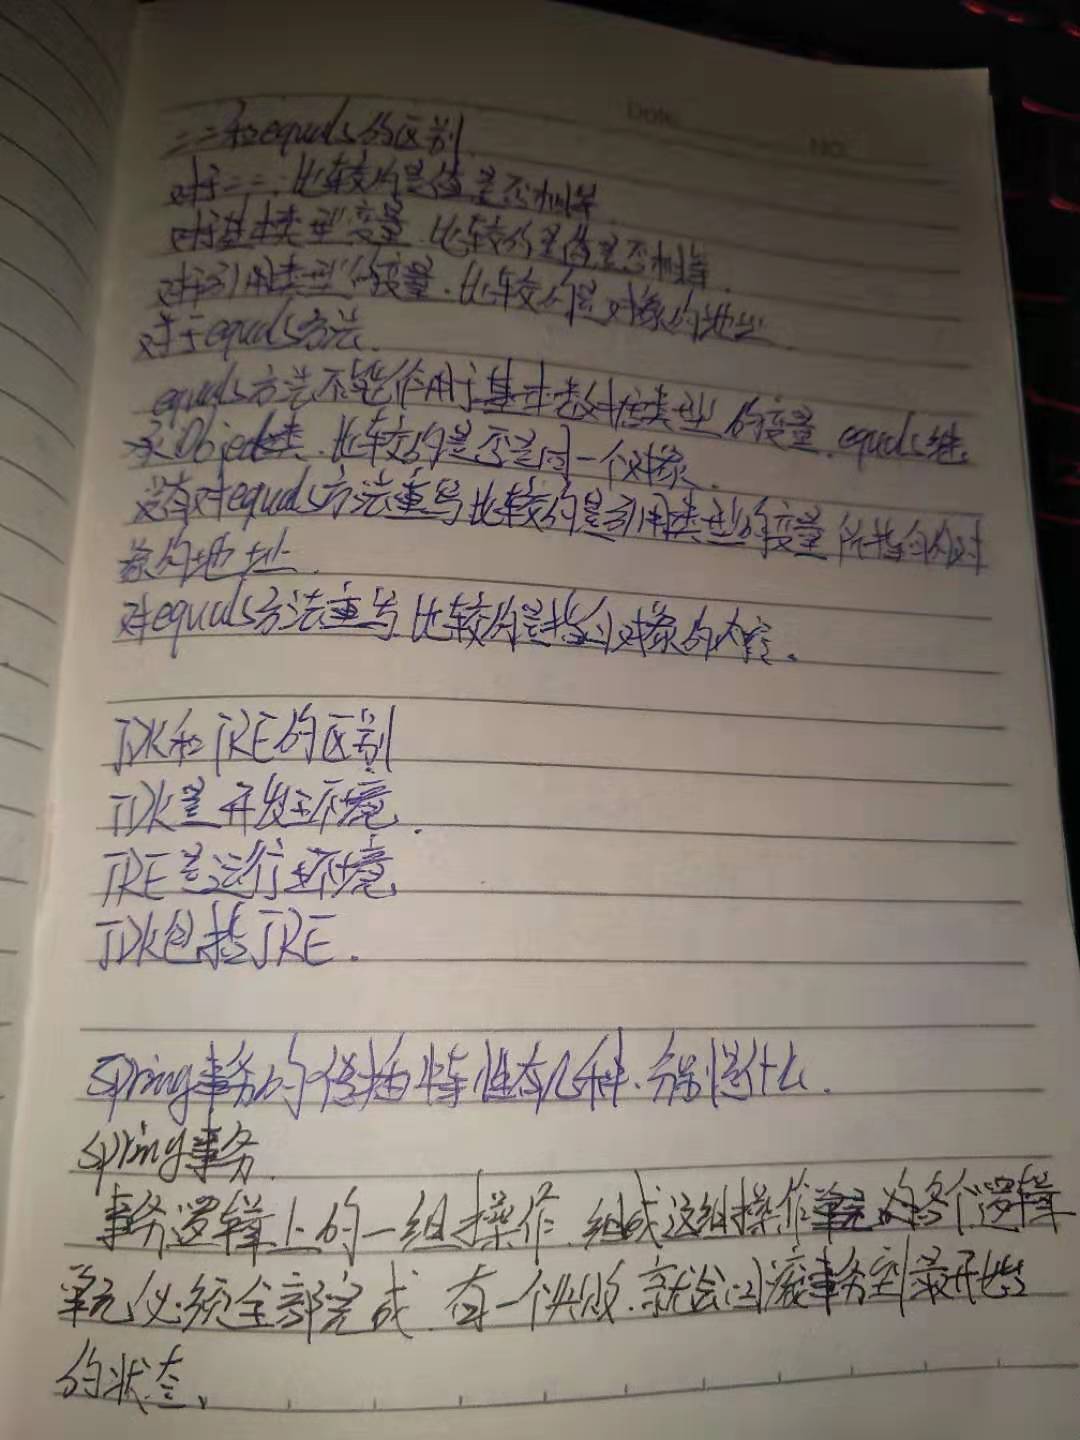 Date
NO.
==和equals的区别
对于==,比较的是值是否相等
对于基本类型变量,比较的是值是否相等.
对于引用类型的变量,比较的是对象的地址
对于equals方法.
equals方法不能作用于基本数据类型的变量,equals继
承Object类,比较的是否是同一个对象.
没有对equals方法重写比较的是引用类型的变量所指向的对
象的地址.
对equals方法重写比较的是指向对象的内容.
JDK和JRE的区别
JDK是开发环境.
JRE是运行环境
JDK包括JRE.
Spring事务的传播特性有几种.分别是什么.
Spring事务.
事务逻辑上的一组操作.组成这组操作的各个逻辑
单元必须全部完成.有一个失败.就会回滚事务到最开始
的状态、